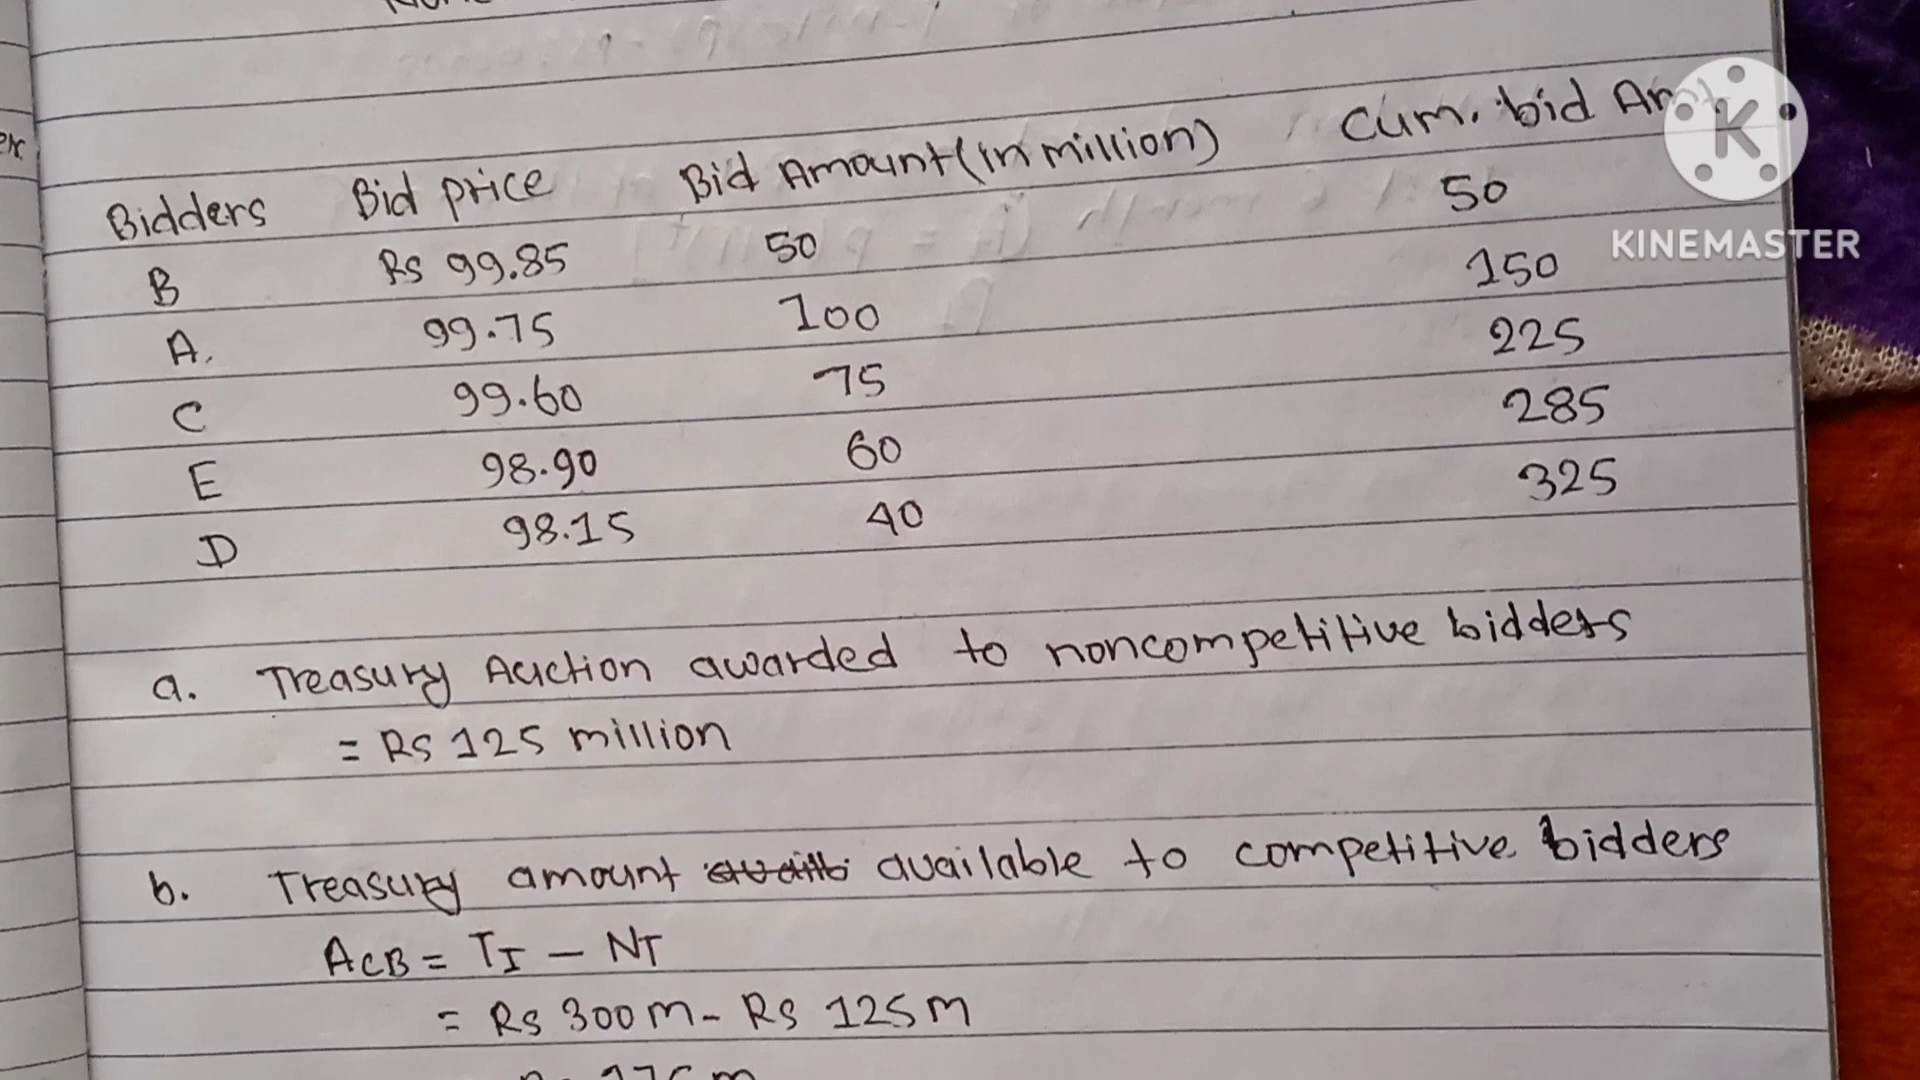 Bidders Bid price Bid Amount (in million) Cum. bid Amt.
B Rs 99.85 50 50
A. 99.75 100 150
C 99.60 75 225
E 98.90 60 285
D 98.15 40 325
a. Treasury Auction awarded to noncompetitive bidders
= Rs 125 million
b. Treasury amount available to competitive bidders
ACB = TI - NT
= Rs 300 m - Rs 125 m
K
KINEMASTER